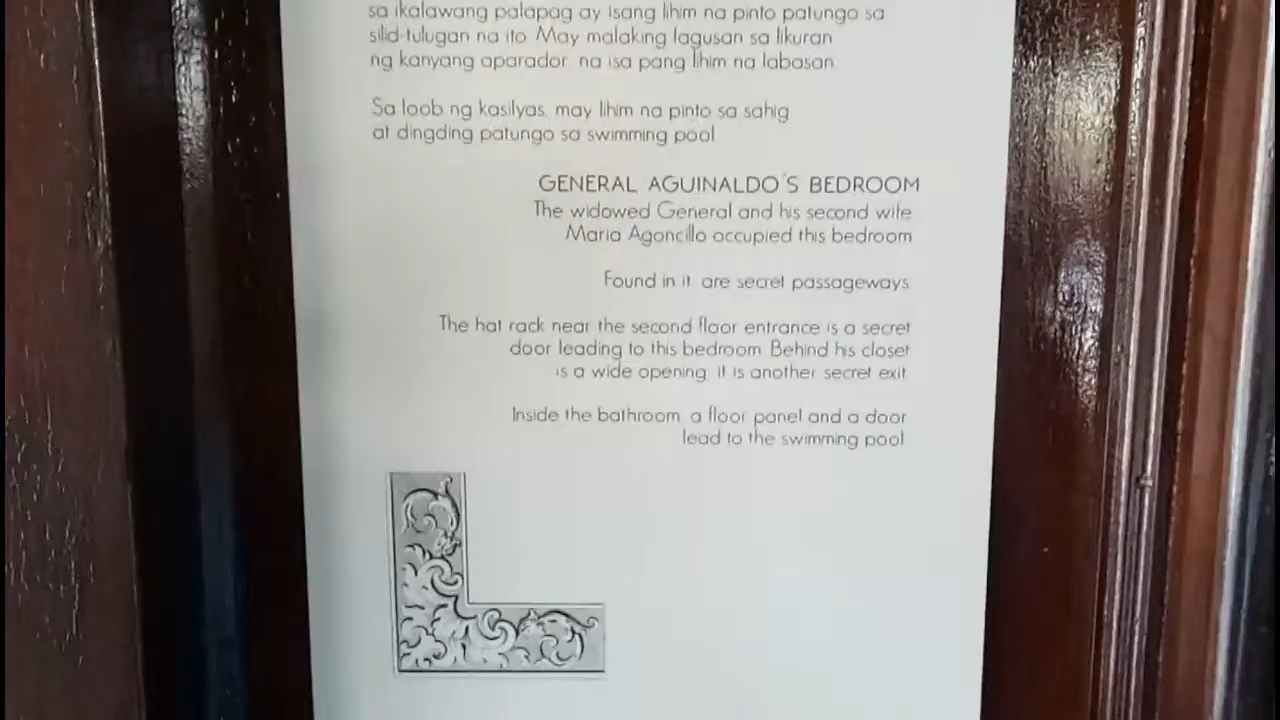 sa ikalawang palapag ay isang lihim na pinto patungo sa
silid-tulugan na ito. May malaking lagusan sa likuran
ng kanyang aparador, na isa pang lihim na labasan.
Sa loob ng kasilyas, may lihim na pinto sa sahig
at dingding patungo sa swimming pool.
GENERAL AGUINALDO'S BEDROOM
The widowed General and his second wife
Maria Agoncillo occupied this bedroom.
Found in it are secret passageways.
The hat rack near the second floor entrance is a secret
door leading to this bedroom. Behind his closet
is a wide opening; it is another secret exit.
Inside the bathroom, a floor panel and a door
lead to the swimming pool.